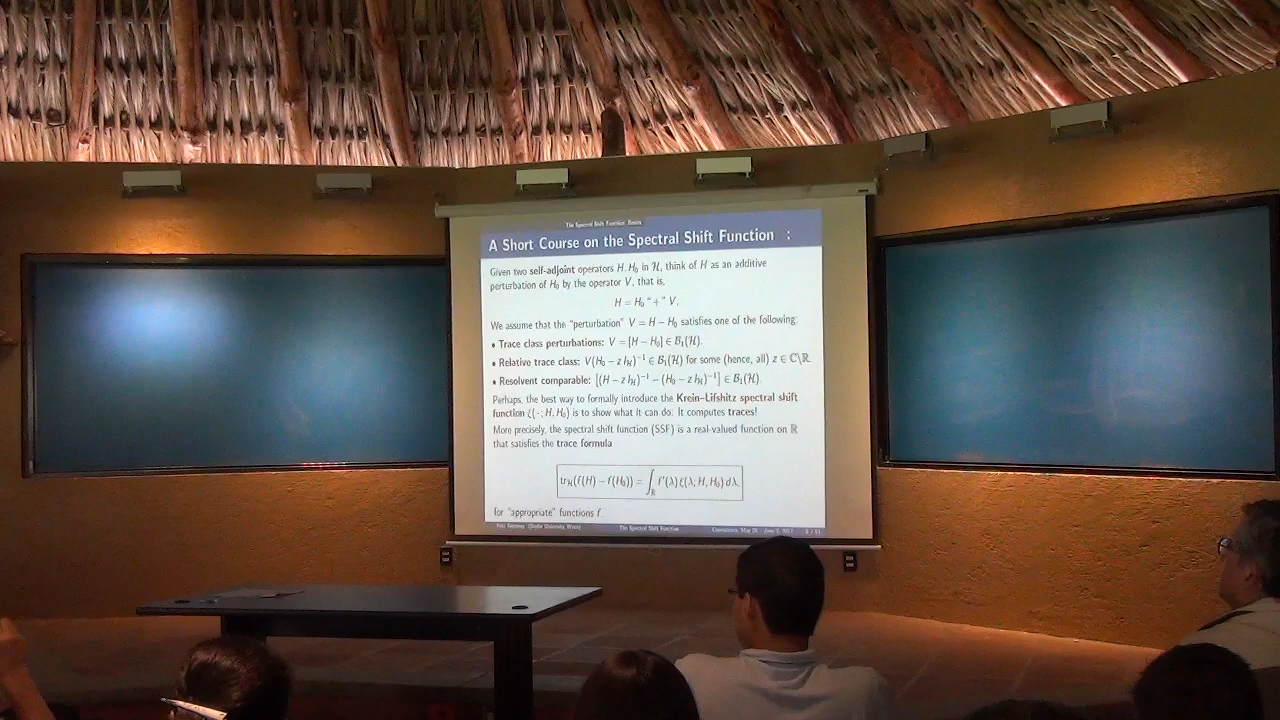 The Spectral Shift Function: Basics
A Short Course on the Spectral Shift Function :
Given two self-adjoint operators H, H₀ in ℋ, think of H as an additive
perturbation of H₀ by the operator V, that is,
H = H₀ “+” V.
We assume that the “perturbation” V = H − H₀ satisfies one of the following:
• Trace class perturbations: V = [H − H₀] ∈ ℬ₁(ℋ).
• Relative trace class: V(H₀ − z I_ℋ)⁻¹ ∈ ℬ₁(ℋ) for some (hence, all) z ∈ ℂ\ℝ.
• Resolvent comparable: [(H − z I_ℋ)⁻¹ − (H₀ − z I_ℋ)⁻¹] ∈ ℬ₁(ℋ).
Perhaps, the best way to formally introduce the Krein–Lifshitz spectral shift
function ξ( · ; H, H₀) is to show what it can do: It computes traces!
More precisely, the spectral shift function (SSF) is a real-valued function on ℝ
that satisfies the trace formula
tr_ℋ(f(H) − f(H₀)) = ∫_ℝ f′(λ) ξ(λ; H, H₀) dλ,
for “appropriate” functions f.
The Spectral Shift Function